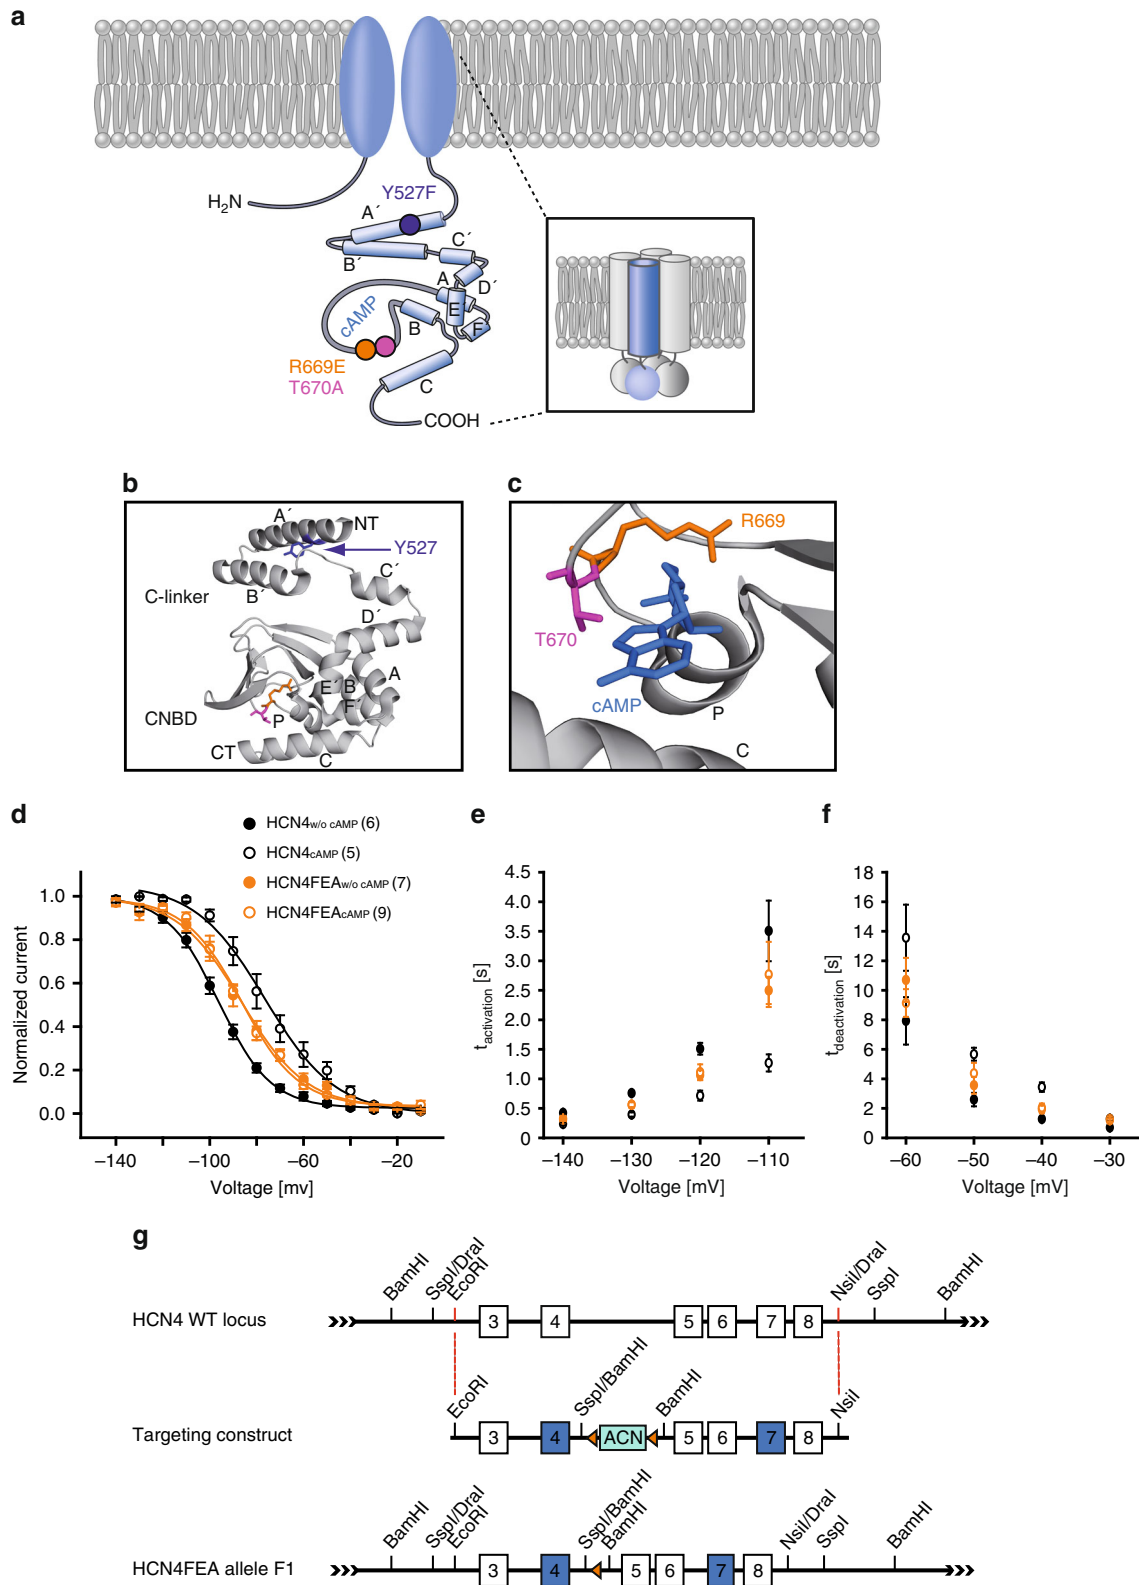 a
H₂N
Y527F
A´
B´
C´
D´
A
E´
F´
B
cAMP
R669E
T670A
C
COOH
b
A´
NT
Y527
C-linker
B´
C´
D´
A
E´
B
F´
CNBD
P
CT
C
c
R669
T670
cAMP
P
C
d
HCN4w/o cAMP (6)
HCN4cAMP (5)
HCN4FEAw/o cAMP (7)
HCN4FEAcAMP (9)
Normalized current
1.0
0.8
0.6
0.4
0.2
0.0
–140
–100
–60
–20
Voltage [mv]
e
tactivation [s]
4.5
4.0
3.5
3.0
2.5
2.0
1.5
1.0
0.5
0
–140
–130
–120
–110
Voltage [mV]
f
tdeactivation [s]
18
16
14
12
10
8
6
4
2
0
–60
–50
–40
–30
Voltage [mV]
g
HCN4 WT locus
BamHI
SspI/DraI
EcoRI
3
4
5
6
7
8
NsiI/DraI
SspI
BamHI
Targeting construct
EcoRI
3
4
SspI/BamHI
ACN
BamHI
5
6
7
8
NsiI
HCN4FEA allele F1
BamHI
SspI/DraI
EcoRI
3
4
SspI/BamHI
BamHI
5
6
7
8
NsiI/DraI
SspI
BamHI